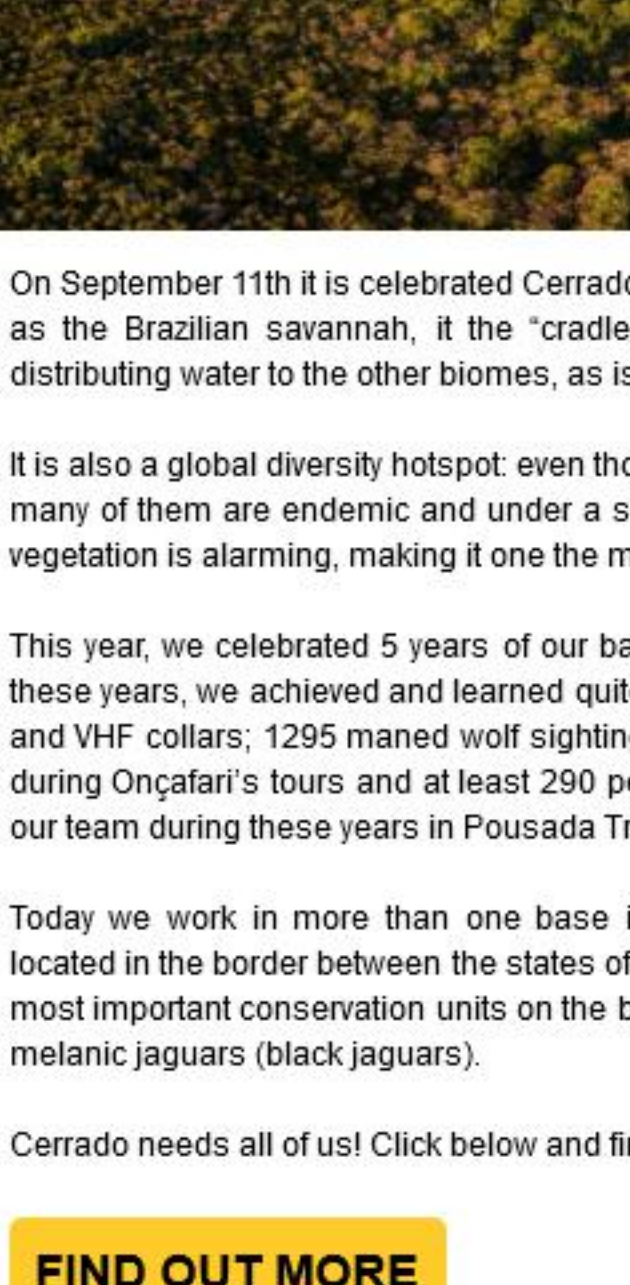 On September 11th it is celebrated Cerrado
as the Brazilian savannah, it the “cradle
distributing water to the other biomes, as is
It is also a global diversity hotspot: even tho
many of them are endemic and under a s
vegetation is alarming, making it one the m
This year, we celebrated 5 years of our ba
these years, we achieved and learned quite
and VHF collars; 1295 maned wolf sighting
during Onçafari’s tours and at least 290 pe
our team during these years in Pousada Tr
Today we work in more than one base i
located in the border between the states of
most important conservation units on the b
melanic jaguars (black jaguars).
Cerrado needs all of us! Click below and fin
FIND OUT MORE